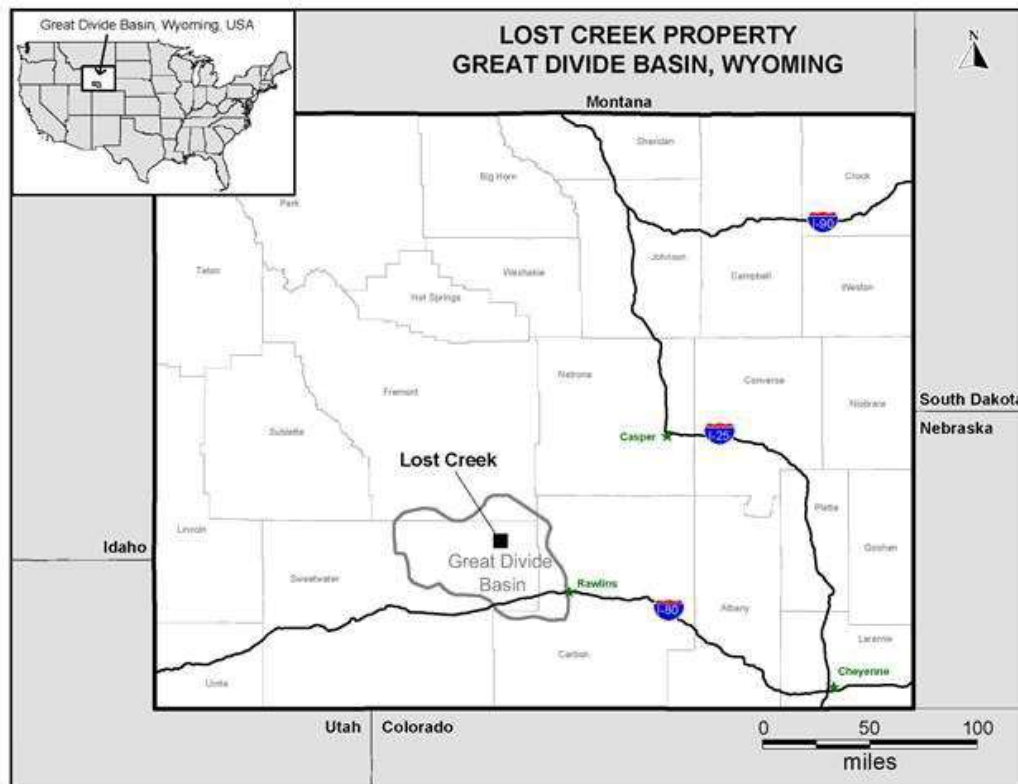 Great Divide Basin, Wyoming, USA
LOST CREEK PROPERTY
GREAT DIVIDE BASIN, WYOMING
N
Montana
Sheridan
Big Horn
Crook
Park
I-90
Teton
Washakie
Johnson
Campbell
Weston
Hot Springs
Fremont
Natrona
Converse
Niobrara
South Dakota
Nebraska
Sublette
Casper
I-25
Lost Creek
Lincoln
Platte
Goshen
Idaho
Sweetwater
Great Divide
Basin
Rawlins
I-80
Albany
Laramie
Carbon
Cheyenne
Uinta
Utah
Colorado
0 50 100
miles